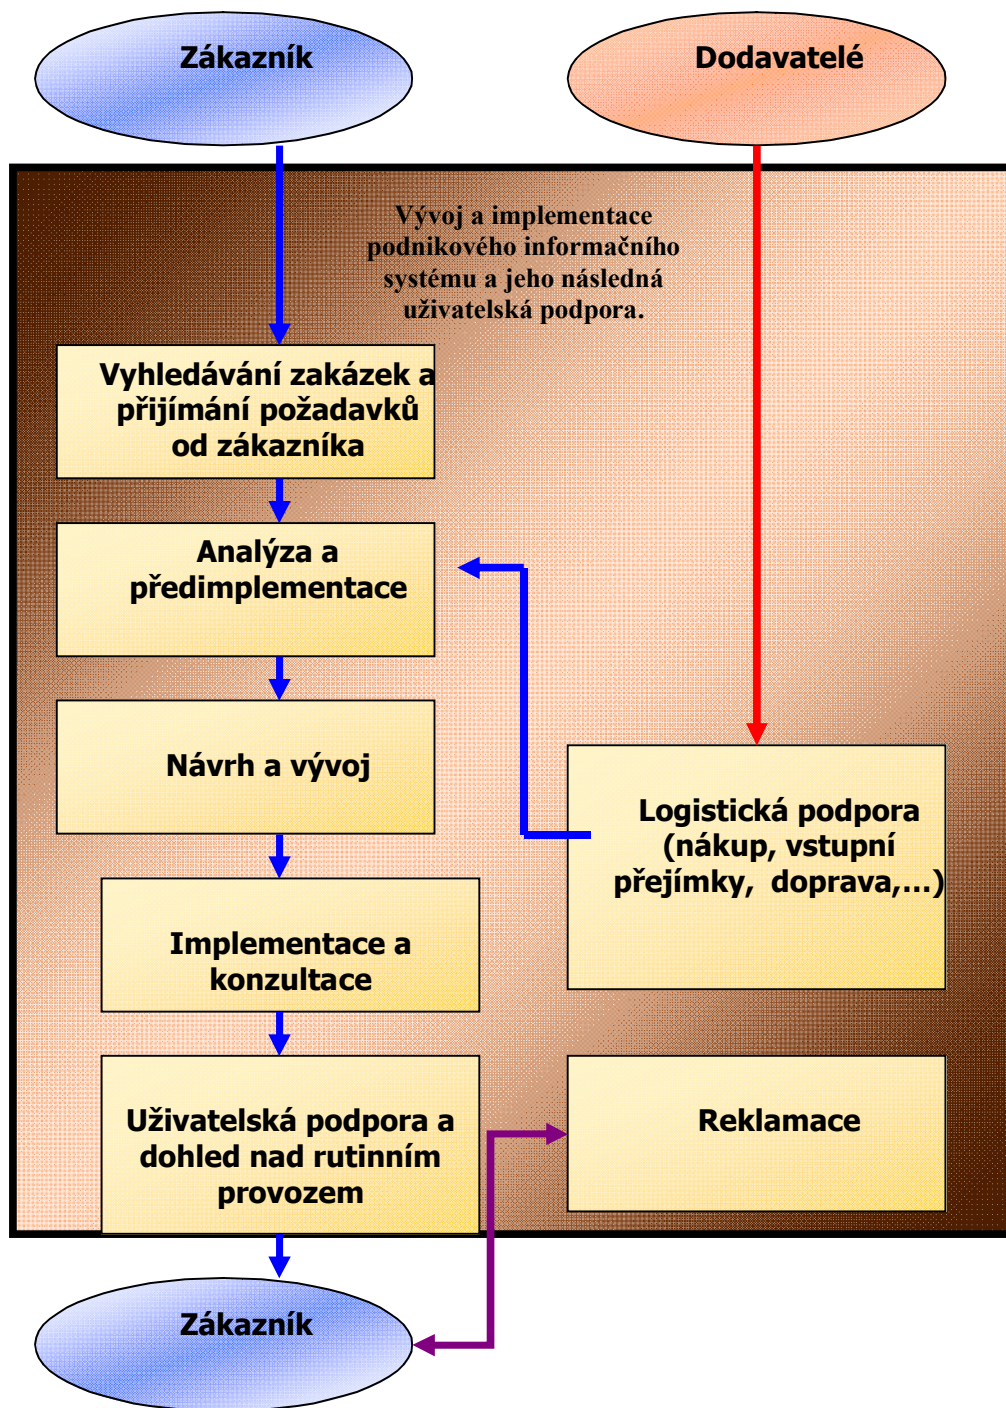 Zákazník
Dodavatelé
Vývoj a implementace
podnikového informačního
systému a jeho následná
uživatelská podpora.
Vyhledávání zakázek a
přijímání požadavků
od zákazníka
Analýza a
předimplementace
Návrh a vývoj
Logistická podpora
(nákup, vstupní
přejímky,  doprava,...)
Implementace a
konzultace
Uživatelská podpora a
dohled nad rutinním
provozem
Reklamace
Zákazník